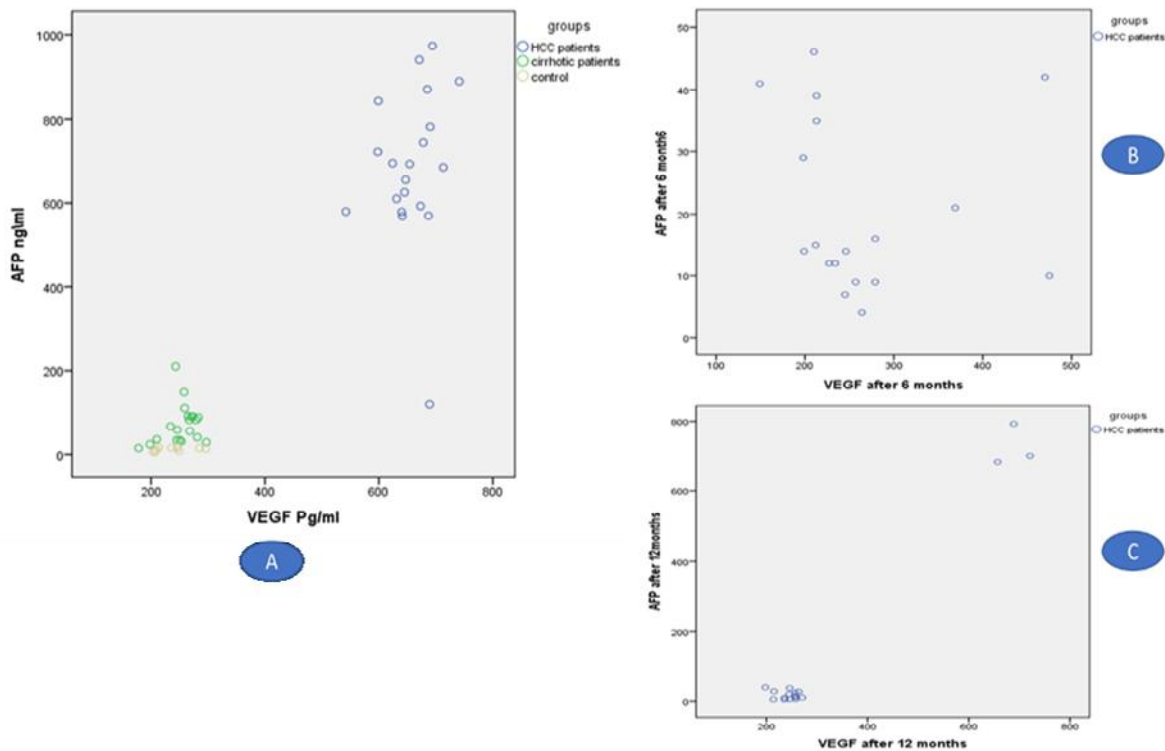 groups
HCC patients
cirrhotic patients
control
1000
800
600
400
200
0
AFP ng\ml
200 400 600 800
VEGF Pg/ml
A
groups
HCC patients
50
40
30
20
10
0
AFP after 6 month6
100 200 300 400 500
VEGF after 6 months
B
groups
HCC patients
800
600
400
200
0
AFP after 12months
200 400 600 800
VEGF after 12 months
C